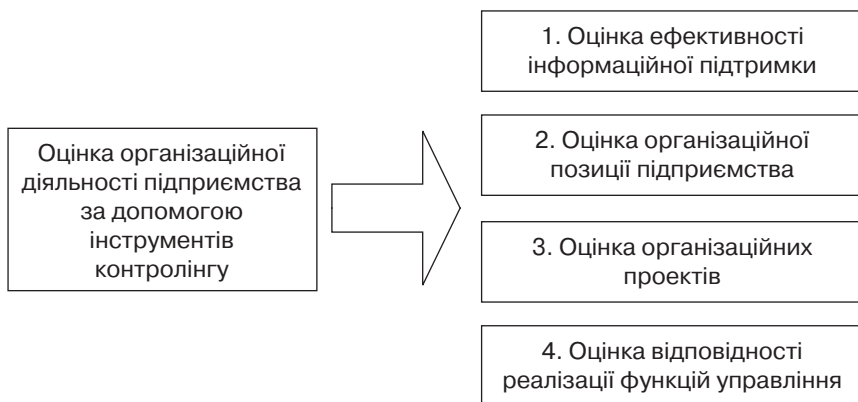 Оцінка організаційної
діяльності підприємства
за допомогою
інструментів
контролінгу
1. Оцінка ефективності
інформаційної підтримки
2. Оцінка організаційної
позиції підприємства
3. Оцінка організаційних
проектів
4. Оцінка відповідності
реалізації функцій управління